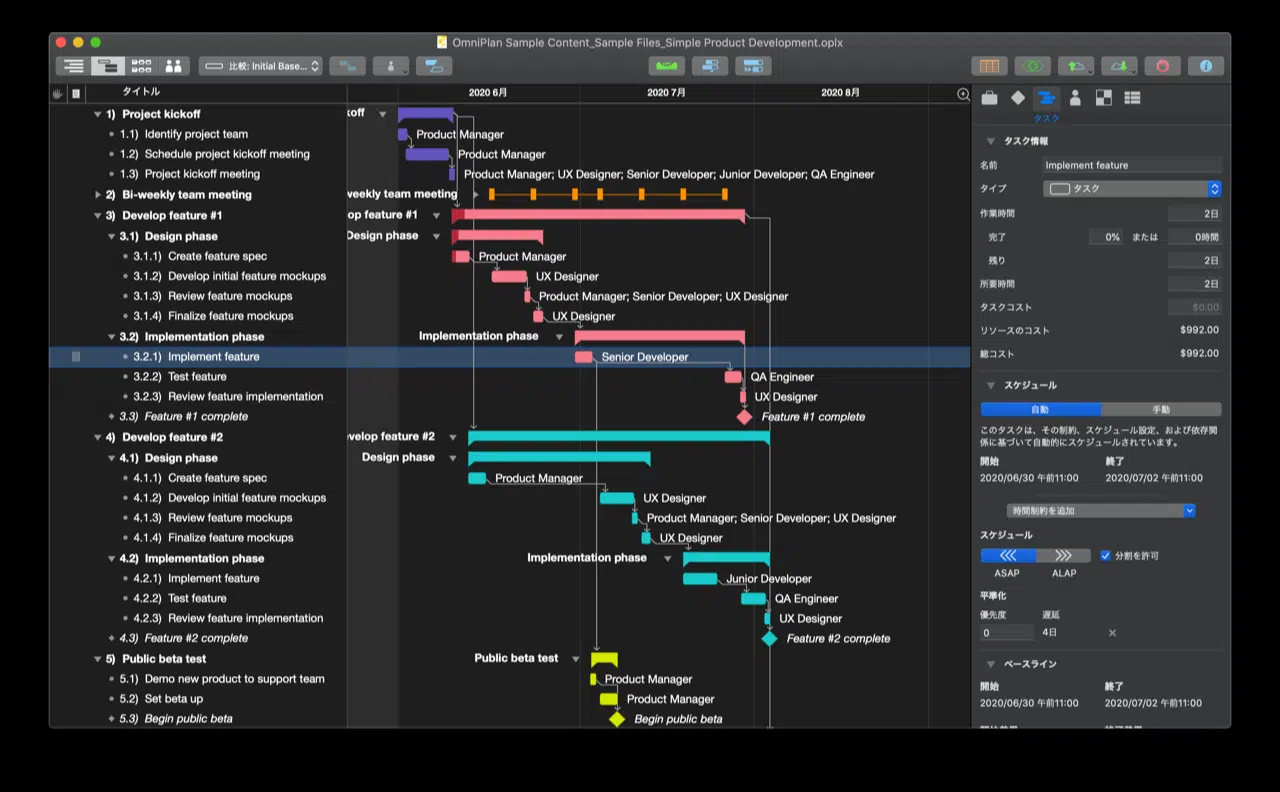 OmniPlan Sample Content_Sample Files_Simple Product Development.oplx
比較: Initial Base...
タイトル
2020 6月
2020 7月
2020 8月
タスク
1) Project kickoff
koff
1.1) Identify project team
Product Manager
1.2) Schedule project kickoff meeting
Product Manager
1.3) Project kickoff meeting
Product Manager; UX Designer; Senior Developer; Junior Developer; QA Engineer
2) Bi-weekly team meeting
weekly team meeting
3) Develop feature #1
op feature #1
3.1) Design phase
Design phase
3.1.1) Create feature spec
Product Manager
3.1.2) Develop initial feature mockups
UX Designer
3.1.3) Review feature mockups
Product Manager; Senior Developer; UX Designer
3.1.4) Finalize feature mockups
UX Designer
3.2) Implementation phase
Implementation phase
3.2.1) Implement feature
Senior Developer
3.2.2) Test feature
QA Engineer
3.2.3) Review feature implementation
UX Designer
3.3) Feature #1 complete
Feature #1 complete
4) Develop feature #2
velop feature #2
4.1) Design phase
Design phase
4.1.1) Create feature spec
Product Manager
4.1.2) Develop initial feature mockups
UX Designer
4.1.3) Review feature mockups
Product Manager; Senior Developer; UX Designer
4.1.4) Finalize feature mockups
UX Designer
4.2) Implementation phase
Implementation phase
4.2.1) Implement feature
Junior Developer
4.2.2) Test feature
QA Engineer
4.2.3) Review feature implementation
UX Designer
4.3) Feature #2 complete
Feature #2 complete
5) Public beta test
Public beta test
5.1) Demo new product to support team
Product Manager
5.2) Set beta up
Product Manager
5.3) Begin public beta
Begin public beta
タスク情報
名前 Implement feature
タイプ タスク
作業時間 2日
完了 0% または 0時間
残り 2日
所要時間 2日
タスクコスト $0.00
リソースのコスト $992.00
総コスト $992.00
スケジュール
自動 手動
このタスクは、その制約、スケジュール設定、および依存関
係に基づいて自動的にスケジュールされています。
開始 終了
2020/06/30 午前11:00 2020/07/02 午前11:00
時間制約を追加
スケジュール
分割を許可
ASAP ALAP
平準化
優先度 遅延
0 4日
ベースライン
開始 終了
2020/06/30 午前11:00 2020/07/02 午前11:00